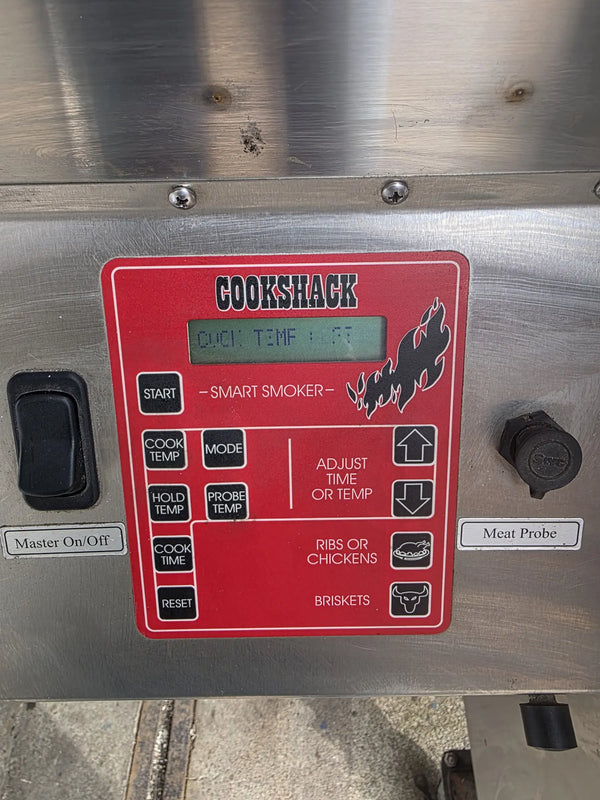 COOKSHACK
TEMP
START
–SMART SMOKER–
COOK
TEMP
MODE
HOLD
TEMP
PROBE
TEMP
ADJUST
TIME
OR TEMP
COOK
TIME
RIBS OR
CHICKENS
RESET
BRISKETS
Master On/Off
Meat Probe